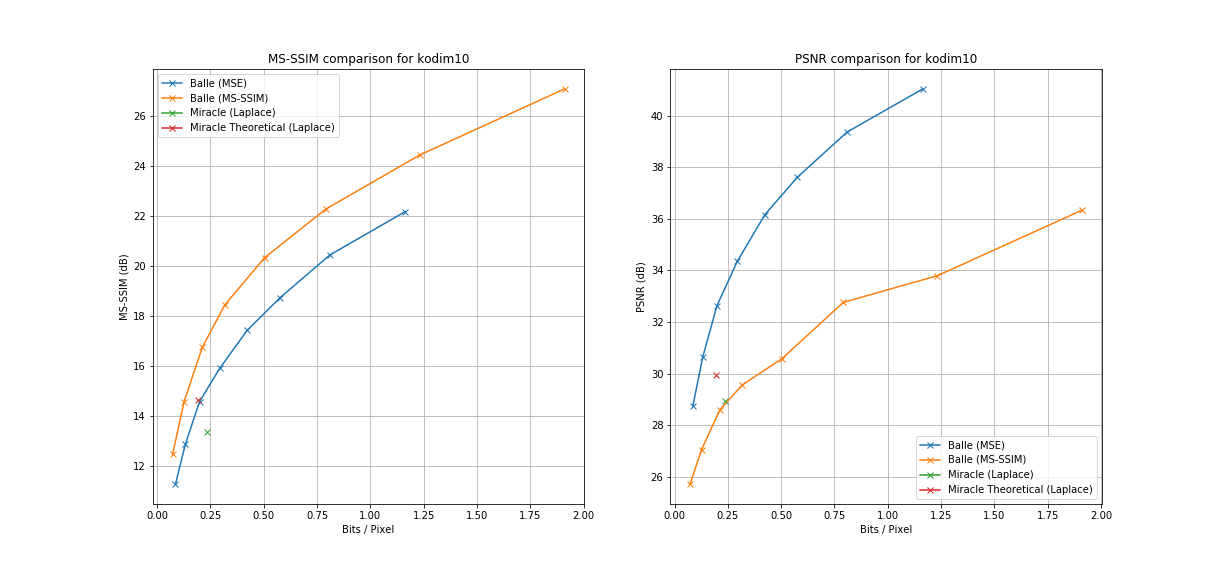 MS-SSIM comparison for kodim10
Balle (MSE)
Balle (MS-SSIM)
Miracle (Laplace)
Miracle Theoretical (Laplace)
MS-SSIM (dB)
26
24
22
20
18
16
14
12
0.00 0.25 0.50 0.75 1.00 1.25 1.50 1.75 2.00
Bits / Pixel
PSNR comparison for kodim10
PSNR (dB)
40
38
36
34
32
30
28
26
Balle (MSE)
Balle (MS-SSIM)
Miracle (Laplace)
Miracle Theoretical (Laplace)
0.00 0.25 0.50 0.75 1.00 1.25 1.50 1.75 2.00
Bits / Pixel